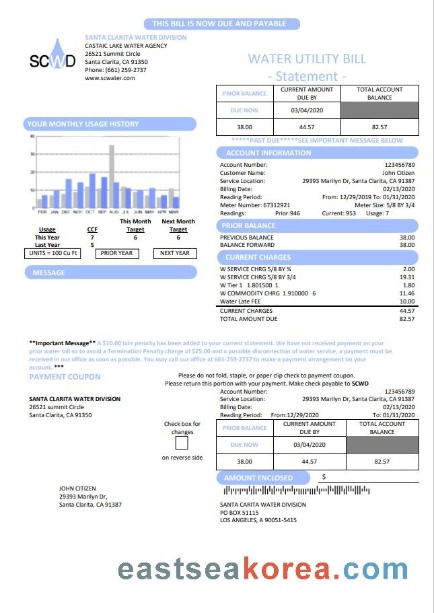 THIS BILL IS NOW DUE AND PAYABLE
SCWD
SANTA CLARITA WATER DIVISION
CASTAIC LAKE WATER AGENCY
26521 Summit Circle
Santa Clarita, CA 91350
Phone: (661) 259-2737
www.scwater.com
WATER UTILITY BILL
- Statement -
PRIOR BALANCE CURRENT AMOUNT DUE BY TOTAL ACCOUNT BALANCE
DUE NOW 03/04/2020
38.00 44.57 82.57
*****PAST DUE*****SEE IMPORTANT MESSAGE BELOW
YOUR MONTHLY USAGE HISTORY
40
30
20
10
0
FEB JAN DEC NOV OCT SEP AUG JUL JUN MAY APR MAR
This Month Next Month
Usage CCF Target Target
This Year 7 6 6
Last Year 5
UNITS = 100 Cu Ft PRIOR YEAR NEXT YEAR
MESSAGE
ACCOUNT INFORMATION
Account Number: 123456789
Customer Name: John Citizen
Service Location: 29393 Marilyn Dr, Santa Clarita, CA 91387
Billing Date: 02/13/2020
Reading Period: From: 12/29/2019 To: 01/31/2020
Meter Number: 67312921 Meter Size: 5/8 BY 3/4
Readings: Prior:946 Current: 953 Usage: 7
PRIOR BALANCE
PREVIOUS BALANCE 38.00
BALANCE FORWARD 38.00
CURRENT CHARGES
W SERVICE CHRG 5/8 BY ¾ 2.00
W SERVICE CHRG 5/8 BY 3/4 19.31
W Tier 1 1.801500 1 1.80
W COMMODITY CHRG 1.910000 6 11.46
Water Late FEE 10.00
CURRENT CHARGES 44.57
TOTAL AMOUNT DUE 82.57
**Important Message** A $10.00 late penalty has been added to your current statement. We have not received payment on your
prior water bill so to avoid a Termination Penalty charge of $25.00 and a possible disconnection of water service, a payment must be
received in our office as soon as possible. You may call our office at 661-259-2737 to make a payment arrangement on your
account. ***
PAYMENT COUPON
Please do not fold, staple, or paper clip check to payment coupon.
Please return this portion with your payment. Make check payable to SCWD
SANTA CLARITA WATER DIVISION
26521 summit Circle
Santa Clarita, CA 91350
Account Number: 123456789
Service Location: 29393 Marilyn Dr, Santa Clarita, CA 91387
Billing Date: 02/13/2020
Reading Period: From:12/29/2020 To: 01/31/2020
Check box for
changes
on reverse side
PRIOR BALANCE CURRENT AMOUNT DUE BY TOTAL ACCOUNT BALANCE
DUE NOW 03/04/2020
38.00 44.57 82.57
AMOUNT ENCLOSED $
JOHN CITIZEN
29393 Marilyn Dr,
Santa Clarita, CA 91387
SANTA CLARITA WATER DIVISION
PO BOX 51115
LOS ANGELES, A 90051-5415
eastseakorea.com